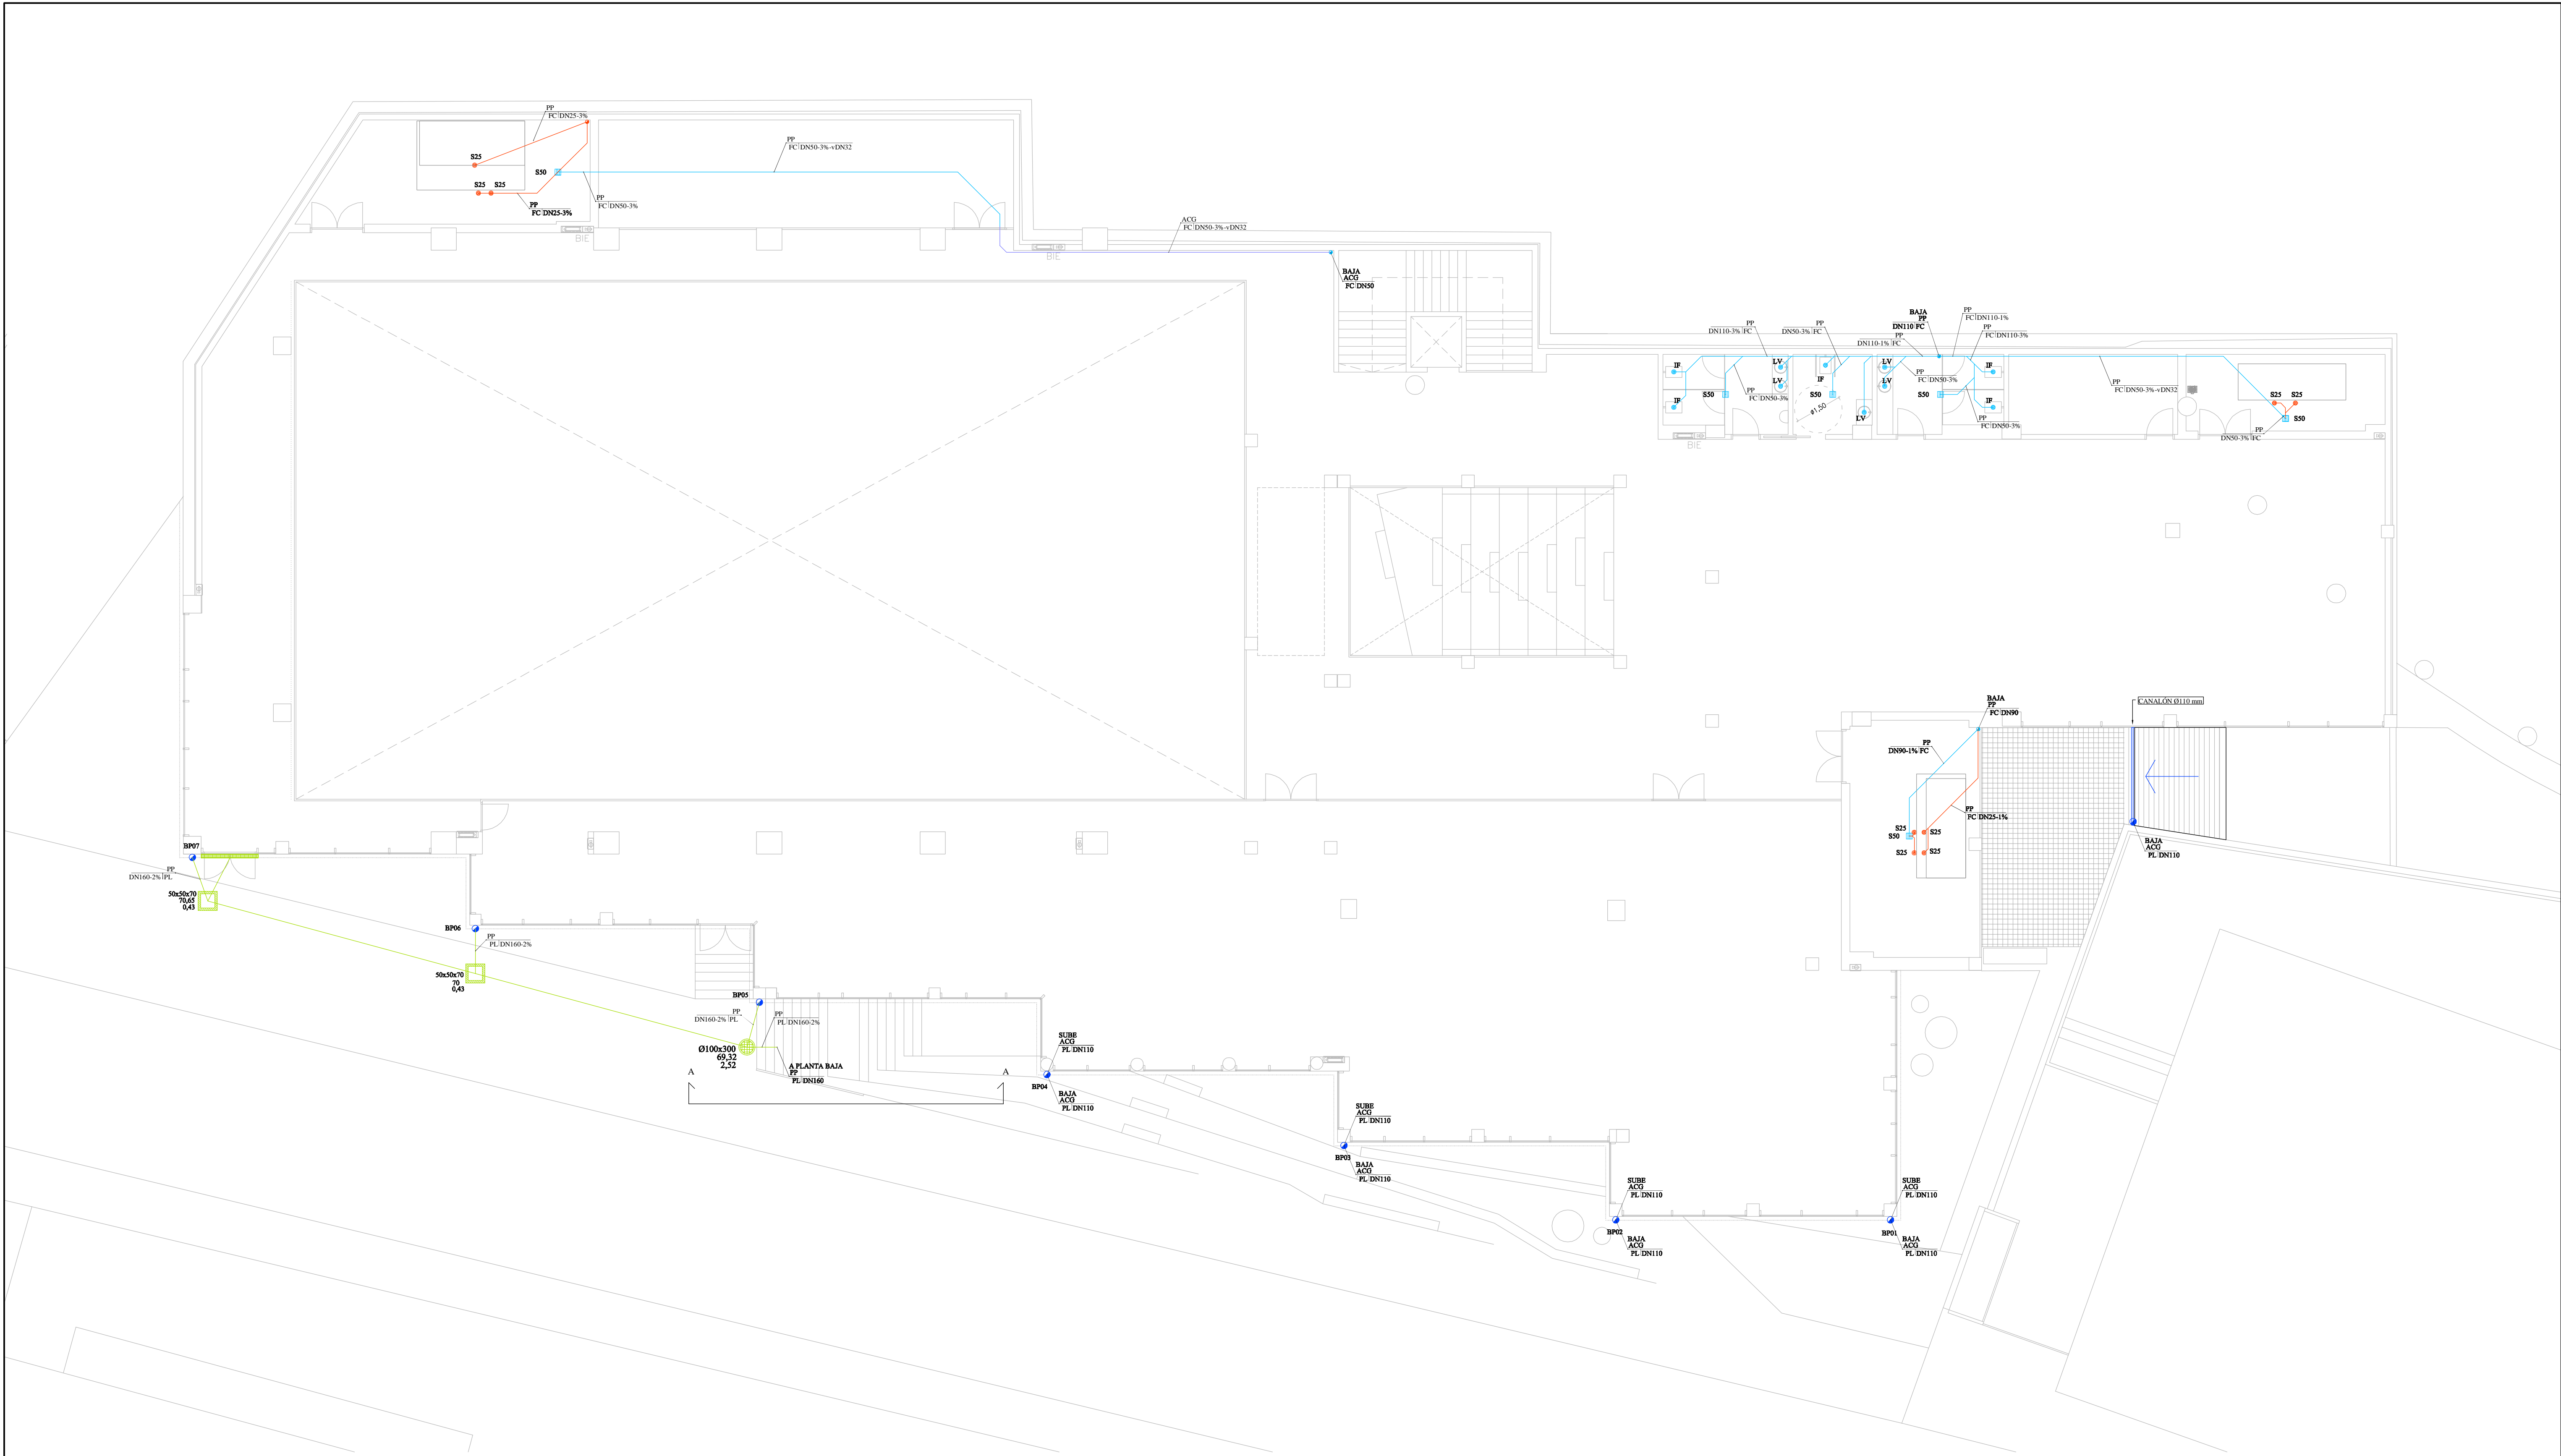 PP
FC DN25-3%
S25
S50
S25 S25
PP
FC DN25-3%
PP
FC DN50-3%
PP
FC DN50-3%-vDN32
BIE
BIE
ACG
FC DN50-3%-vDN32
BAJA
ACG
FC DN50
BAJA
PP
DN110 FC
PP
FC DN110-1%
PP
FC DN110-3%
PP
DN110-3% FC
PP
DN50-3% FC
PP
DN110-1% FC
IF
LV
LV
IF
LV
LV
IF
IF
IF
S50
S50
S50
LV
ø1,50
PP
FC DN50-3%
PP
FC DN50-3%
PP
FC DN50-3%
PP
FC DN50-3%-vDN32
S25
S25
S50
PP
DN50-3% FC
BIE
BAJA
PP
FC DN90
PP
DN90-1% FC
PP
FC DN25-1%
S25
S25
S50
S25
S25
CANALÓN Ø110 mm
BAJA
ACG
PL DN110
BP07
PP
DN160-2% PL
50x50x70
70,65
0,43
BP06
PP
PL DN160-2%
50x50x70
70
0,43
BP05
PP
DN160-2% PL
PP
PL DN160-2%
Ø100x300
69,32
2,52
A PLANTA BAJA
PP
PL DN160
A
A
SUBE
ACG
PL DN110
BP04
BAJA
ACG
PL DN110
SUBE
ACG
PL DN110
BP03
BAJA
ACG
PL DN110
SUBE
ACG
PL DN110
BP02
BAJA
ACG
PL DN110
SUBE
ACG
PL DN110
BP01
BAJA
ACG
PL DN110